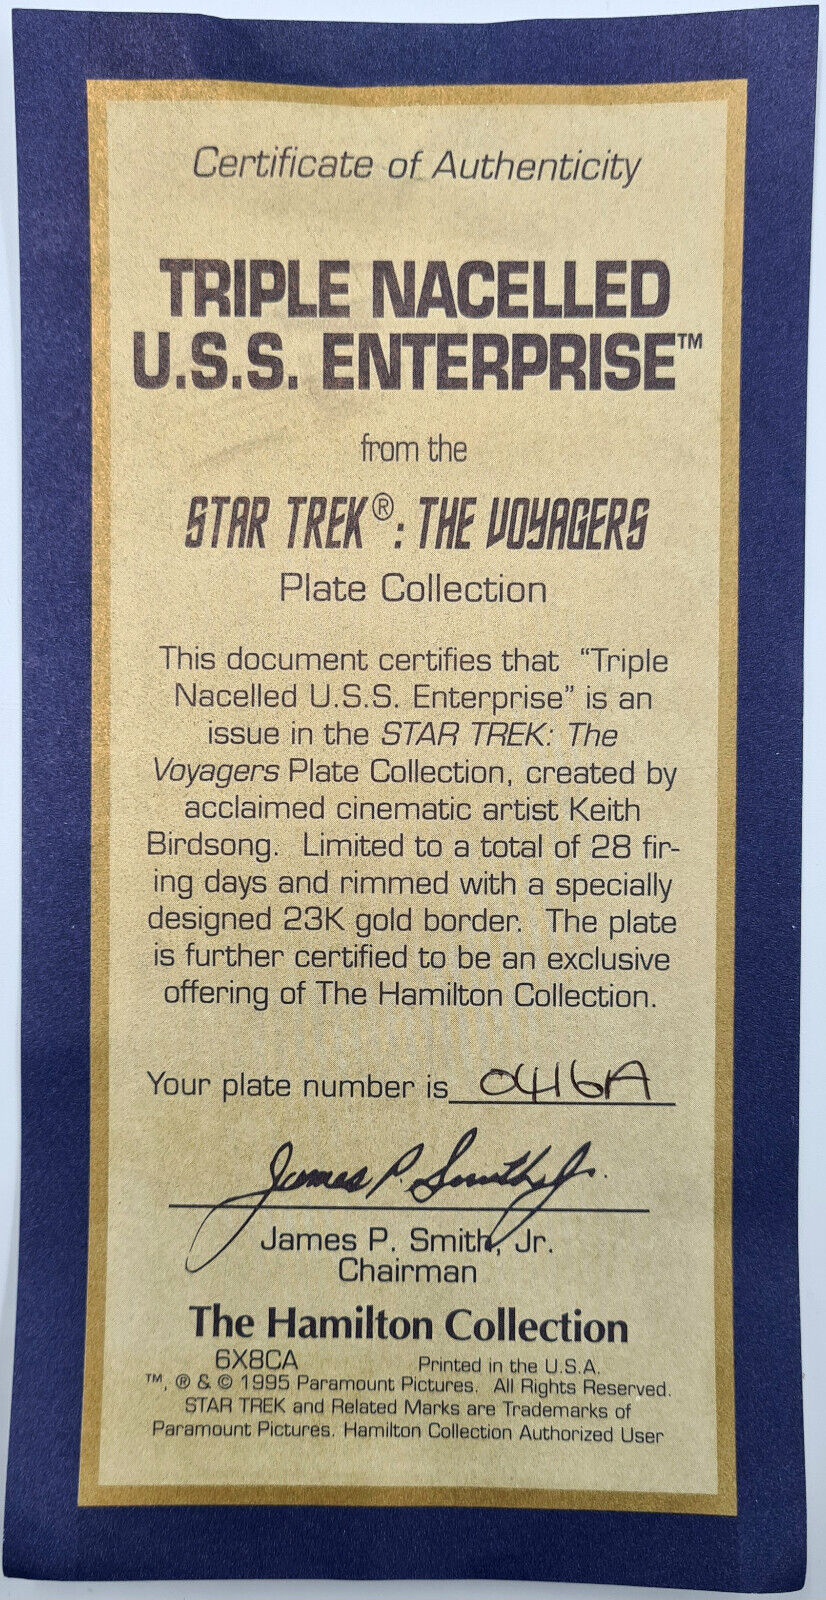 Certificate of Authenticity
TRIPLE NACELLED
U.S.S. ENTERPRISE™
from the
STAR TREK®: THE VOYAGERS
Plate Collection
This document certifies that “Triple
Nacelled U.S.S. Enterprise” is an
issue in the STAR TREK: The
Voyagers Plate Collection, created by
acclaimed cinematic artist Keith
Birdsong. Limited to a total of 28 fir-
ing days and rimmed with a specially
designed 23K gold border. The plate
is further certified to be an exclusive
offering of The Hamilton Collection.
Your plate number is 0416A
James P. Smith, Jr.
James P. Smith, Jr.
Chairman
The Hamilton Collection
6X8CA Printed in the U.S.A.
™, ® & © 1995 Paramount Pictures. All Rights Reserved.
STAR TREK and Related Marks are Trademarks of
Paramount Pictures. Hamilton Collection Authorized User